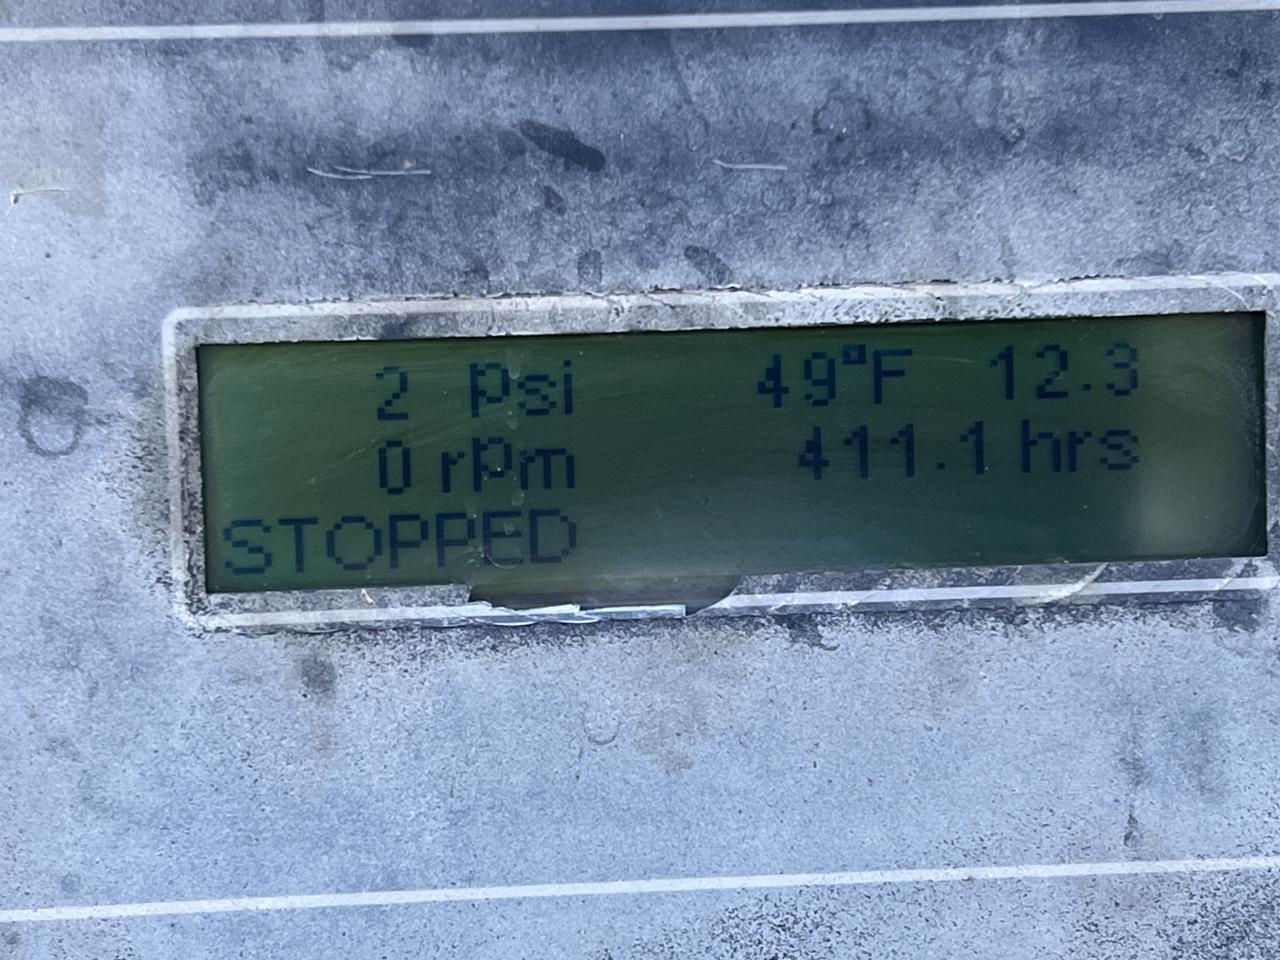 2 psi 49°F 12.3
0 rpm 411.1 hrs
STOPPED